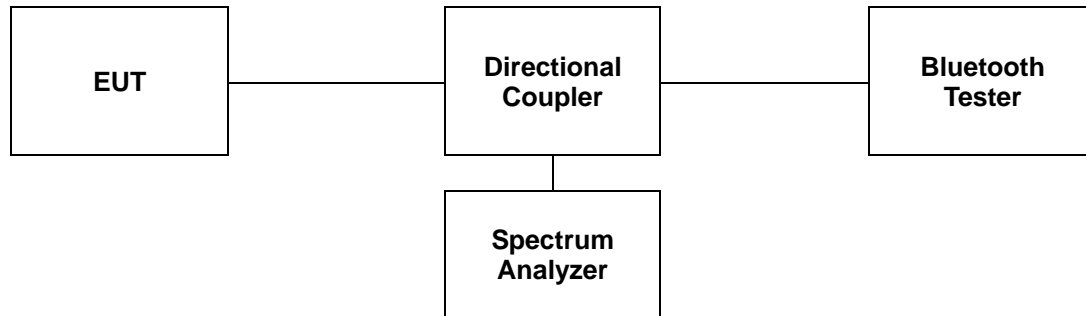 EUT
Directional
Coupler
Bluetooth
Tester
Spectrum
Analyzer